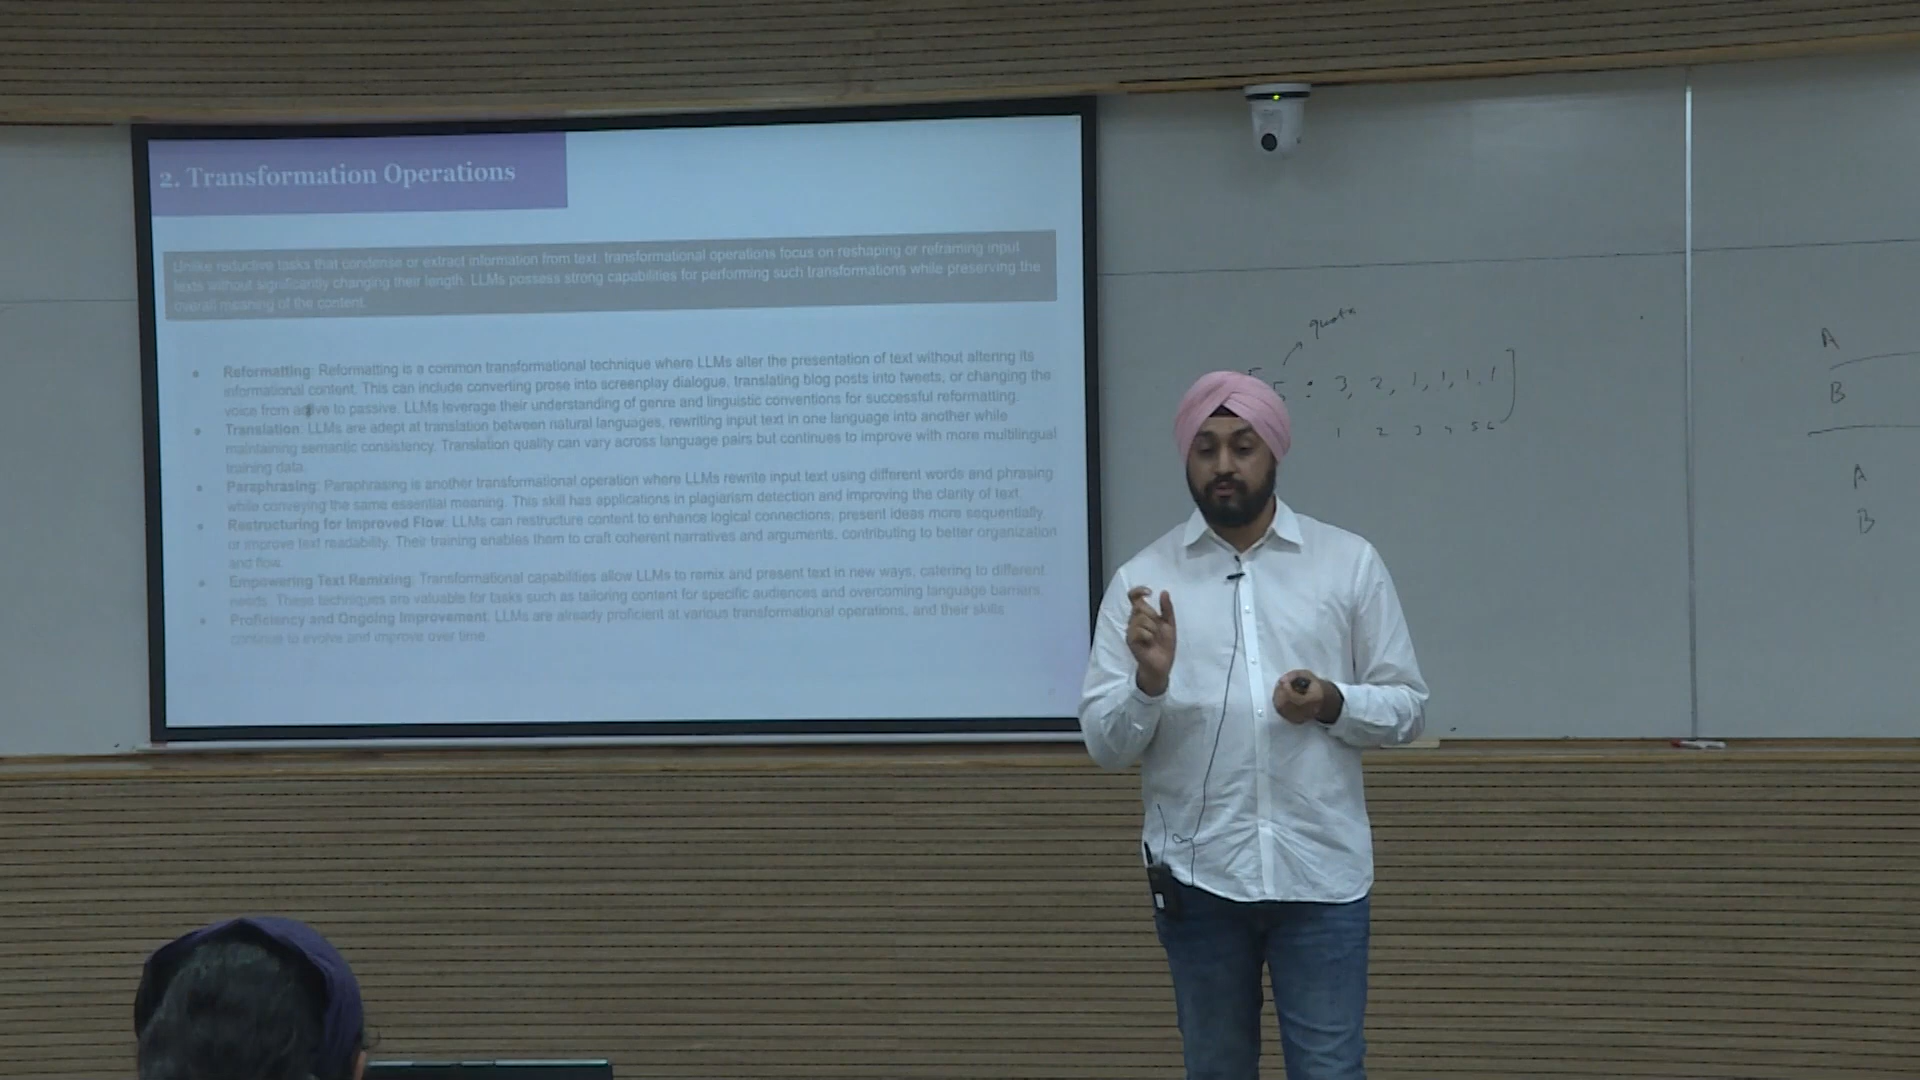 2. Transformation Operations
Unlike reductive tasks that condense or extract information from text, transformational operations focus on reshaping or reframing input
texts without significantly changing their length. LLMs possess strong capabilities for performing such transformations while preserving the
overall meaning of the content.
Reformatting: Reformatting is a common transformational technique where LLMs alter the presentation of text without altering its
informational content. This can include converting prose into screenplay dialogue, translating blog posts into tweets, or changing the
voice from active to passive. LLMs leverage their understanding of genre and linguistic conventions for successful reformatting.
Translation: LLMs are adept at translation between natural languages, rewriting input text in one language into another while
maintaining semantic consistency. Translation quality can vary across language pairs but continues to improve with more multilingual
training data.
Paraphrasing: Paraphrasing is another transformational operation where LLMs rewrite input text using different words and phrasing
while conveying the same essential meaning. This skill has applications in plagiarism detection and improving the clarity of text.
Restructuring for Improved Flow: LLMs can restructure content to enhance logical connections, present ideas more sequentially,
or improve text readability. Their training enables them to craft coherent narratives and arguments, contributing to better organization
and flow.
Empowering Text Remixing: Transformational capabilities allow LLMs to remix and present text in new ways, catering to different
needs. These techniques are valuable for tasks such as tailoring content for specific audiences and overcoming language barriers.
Proficiency and Ongoing Improvement: LLMs are already proficient at various transformational operations, and their skills
continue to evolve and improve over time.
quota
5 : 3, 2, 1, 1, 1, 1]
1 2 3 4 5 6
A
B
A
B